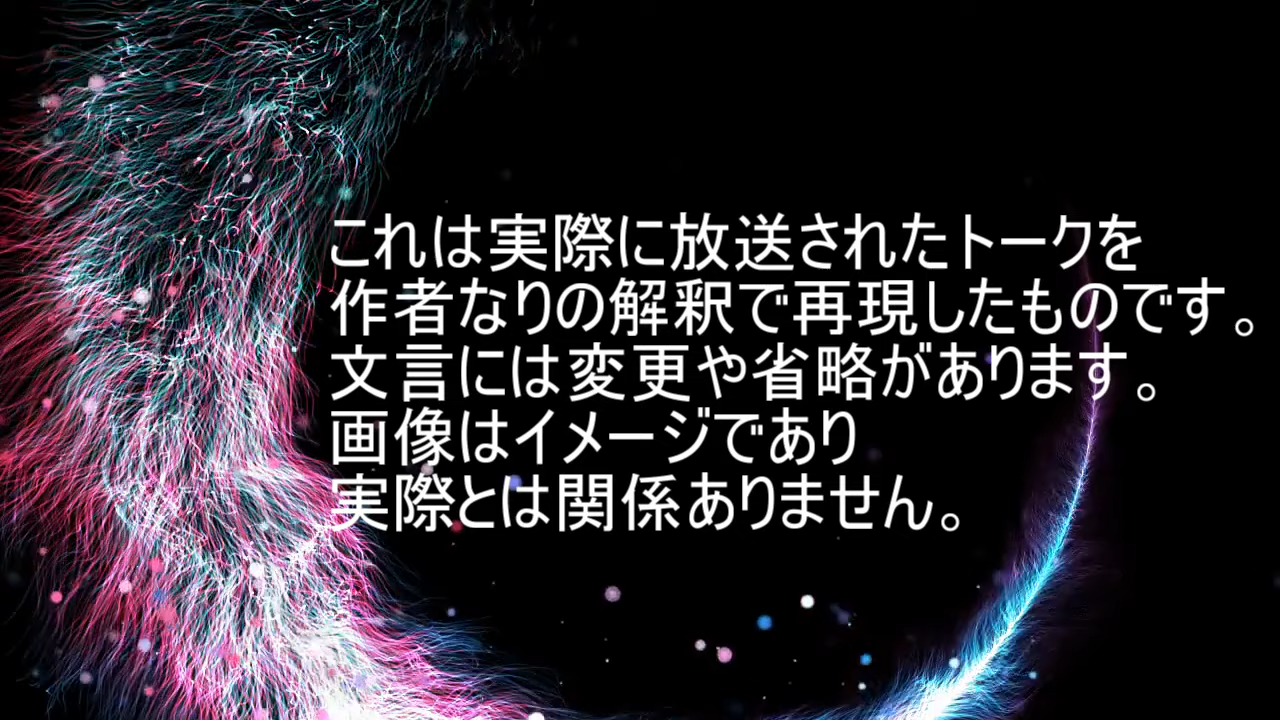 これは実際に放送されたトークを
作者なりの解釈で再現したものです。
文言には変更や省略があります。
画像はイメージであり
実際とは関係ありません。